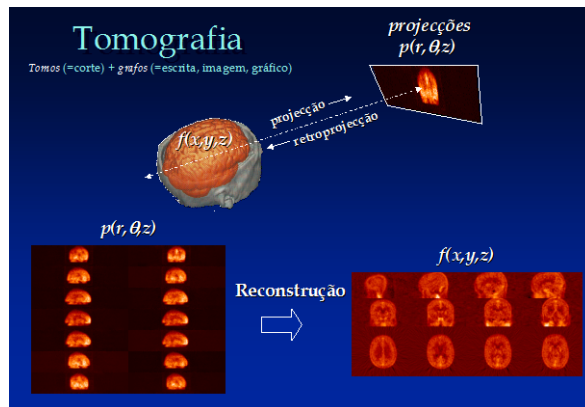 Tomografia
Tomos (=corte) + grafos (=escrita, imagem, gráfico)
projecções
p(r,θ,z)
projecção
retroprojecção
f(x,y,z)
p(r,θ,z)
Reconstrução
f(x,y,z)